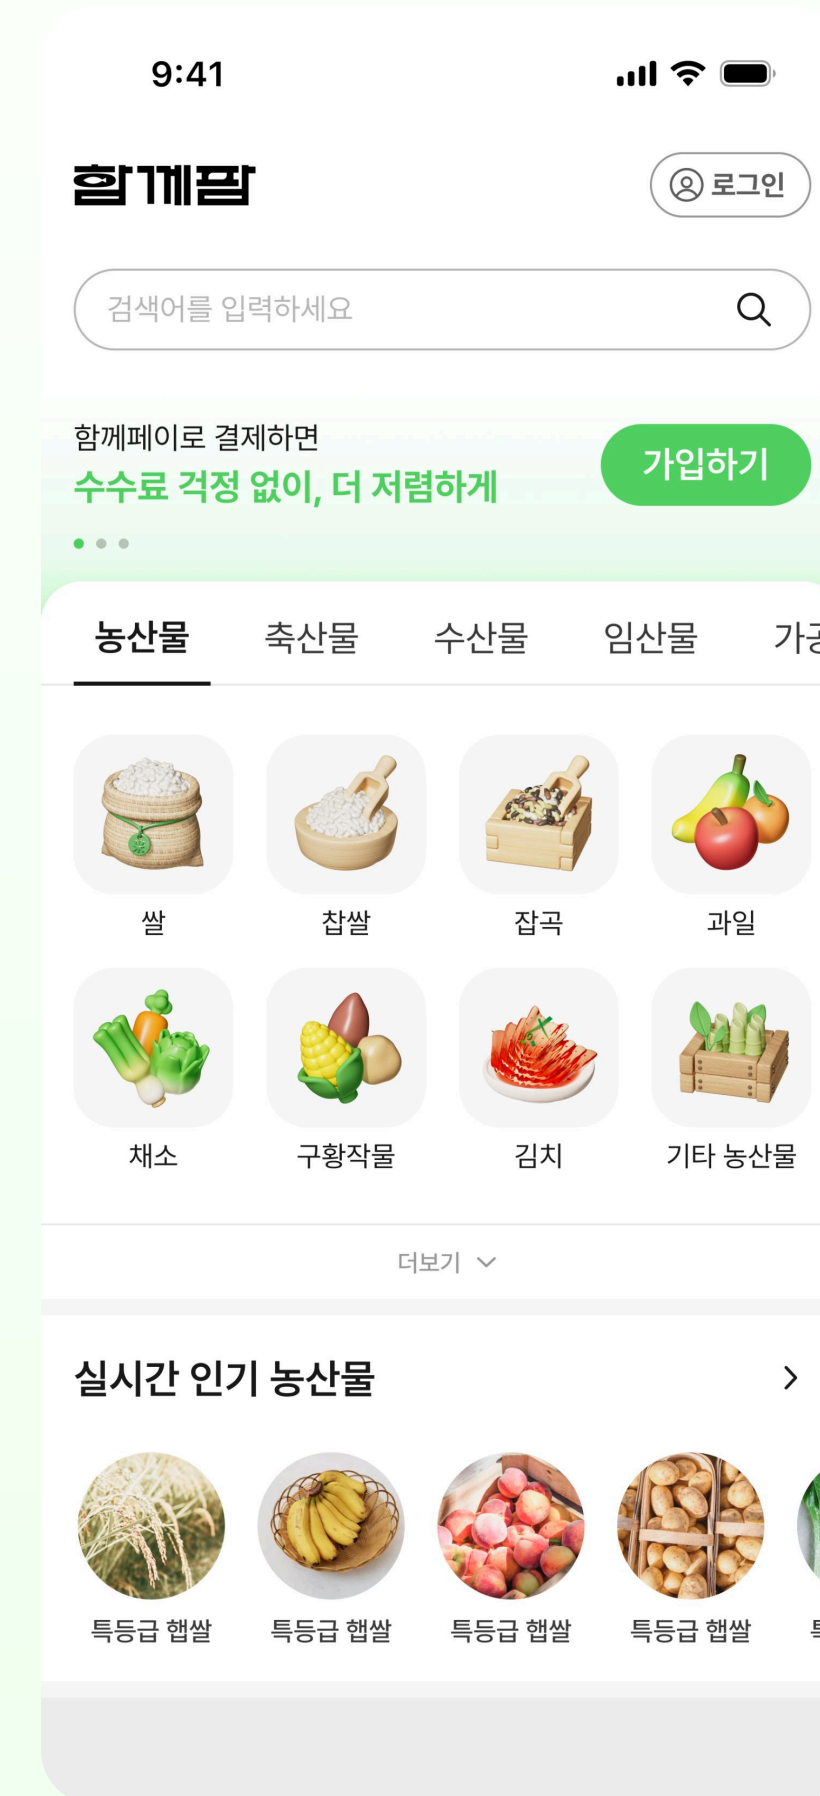 9:41
함께팜
로그인
검색어를 입력하세요
함께페이로 결제하면
수수료 걱정 없이, 더 저렴하게
가입하기
농산물 축산물 수산물 임산물 가공
쌀 찹쌀 잡곡 과일
채소 구황작물 김치 기타 농산물
더보기
실시간 인기 농산물
특등급 햅쌀 특등급 햅쌀 특등급 햅쌀 특등급 햅쌀